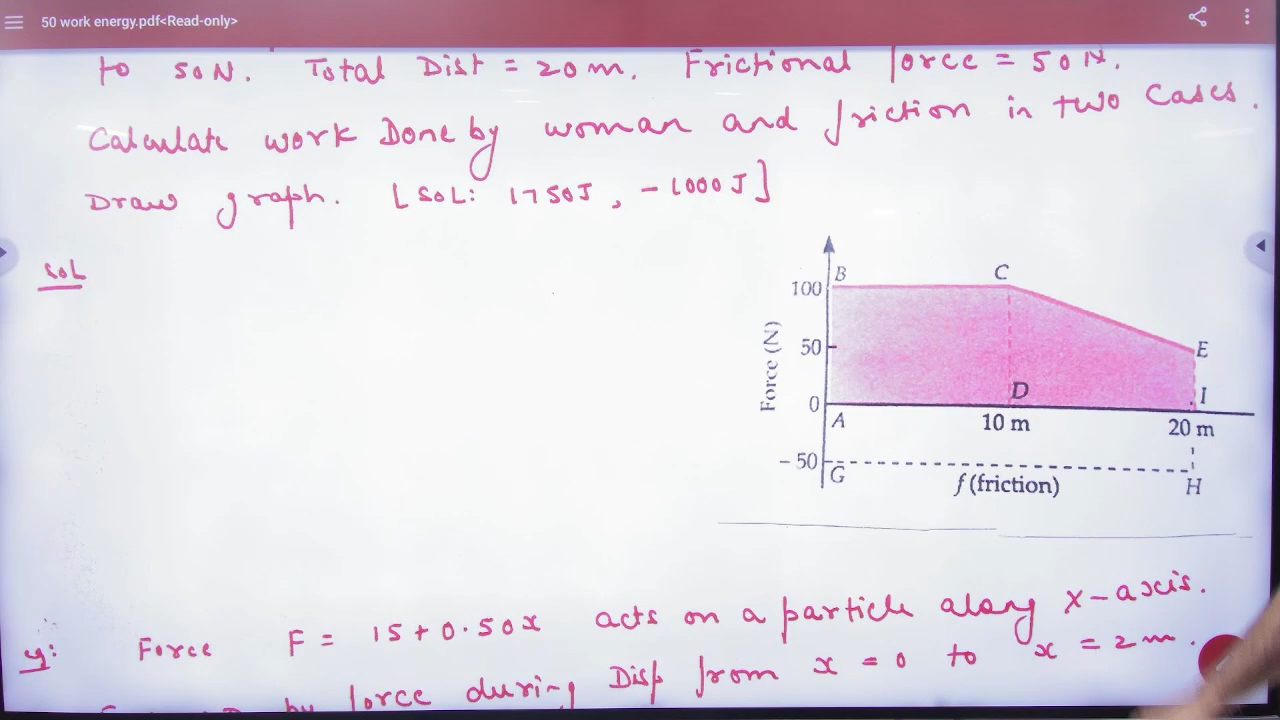 50 work energy.pdf<Read-only>
to 50N. Total Dist = 20m. Frictional force = 50N.
Calculate work Done by woman and friction in two Cases.
Draw graph. [Sol: 1750J, -1000J]
Sol
B
C
100
50
E
Force (N)
0
D
I
A
10 m
20 m
- 50
G
f (friction)
H
y: Force F = 15+0.50x acts on a particle along x-axis.
by force during Disp from x = 0 to x = 2m.